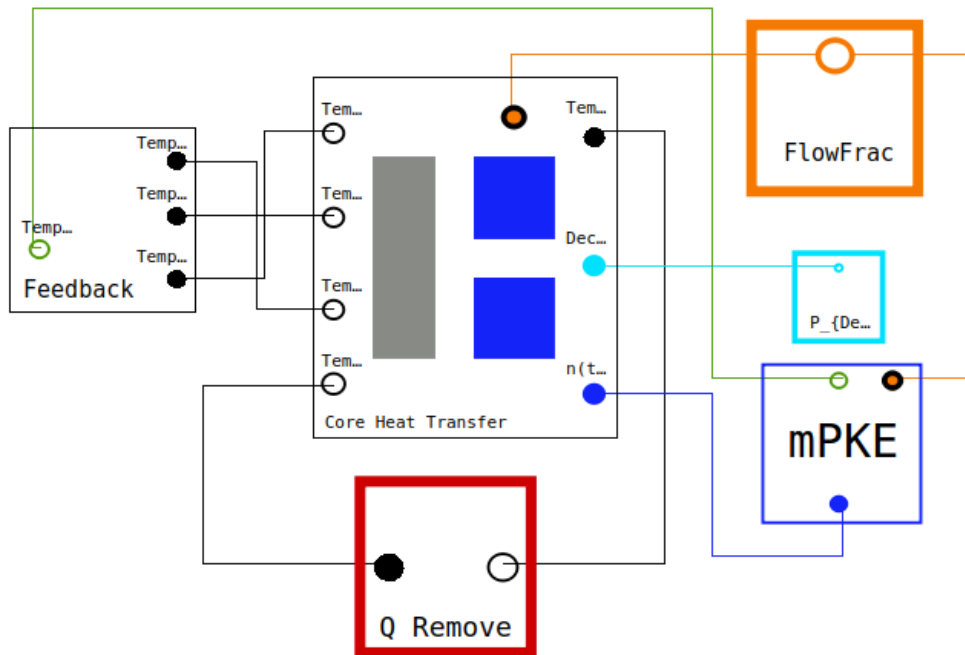 Tem…
Tem…
FlowFrac
Temp…
Temp…
Tem…
Temp…
Dec…
Temp…
Feedback
Tem…
P_{De…
Tem…
n(t…
Core Heat Transfer
mPKE
Q Remove